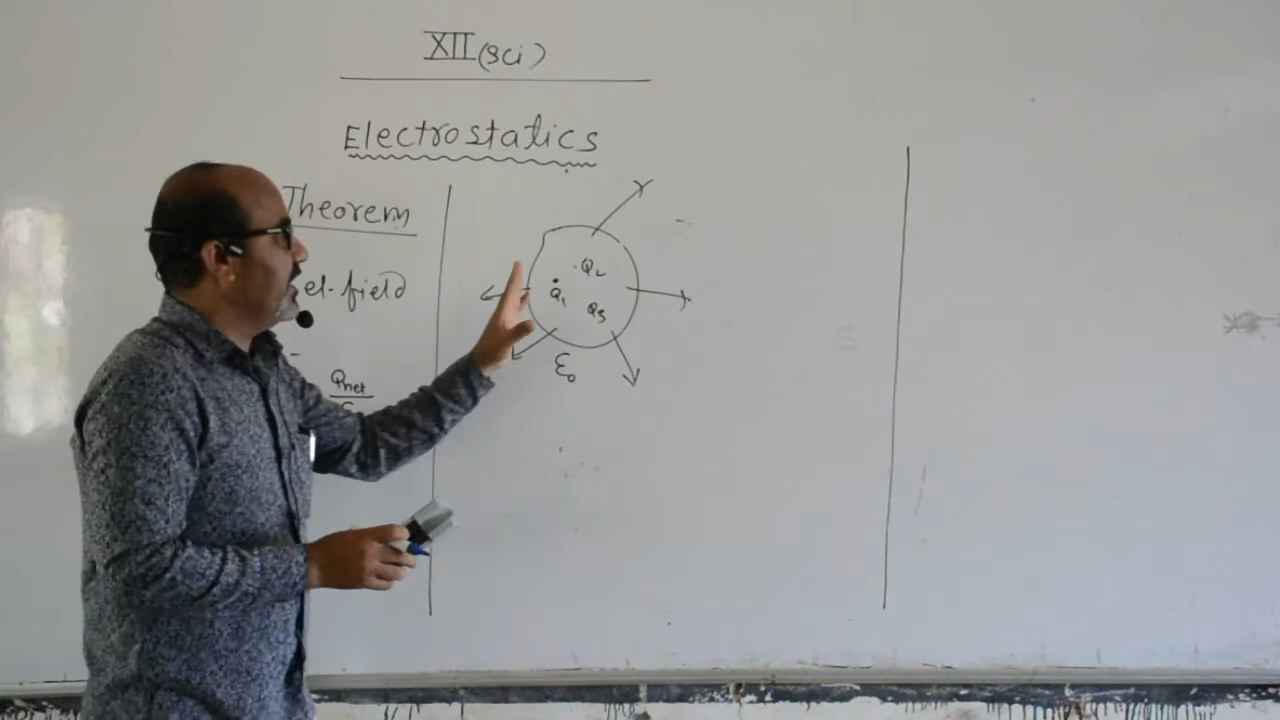 XII (sci)
Electrostatics
Theorem
el. field
Qnet
Q2
Q1
Q3
ε0